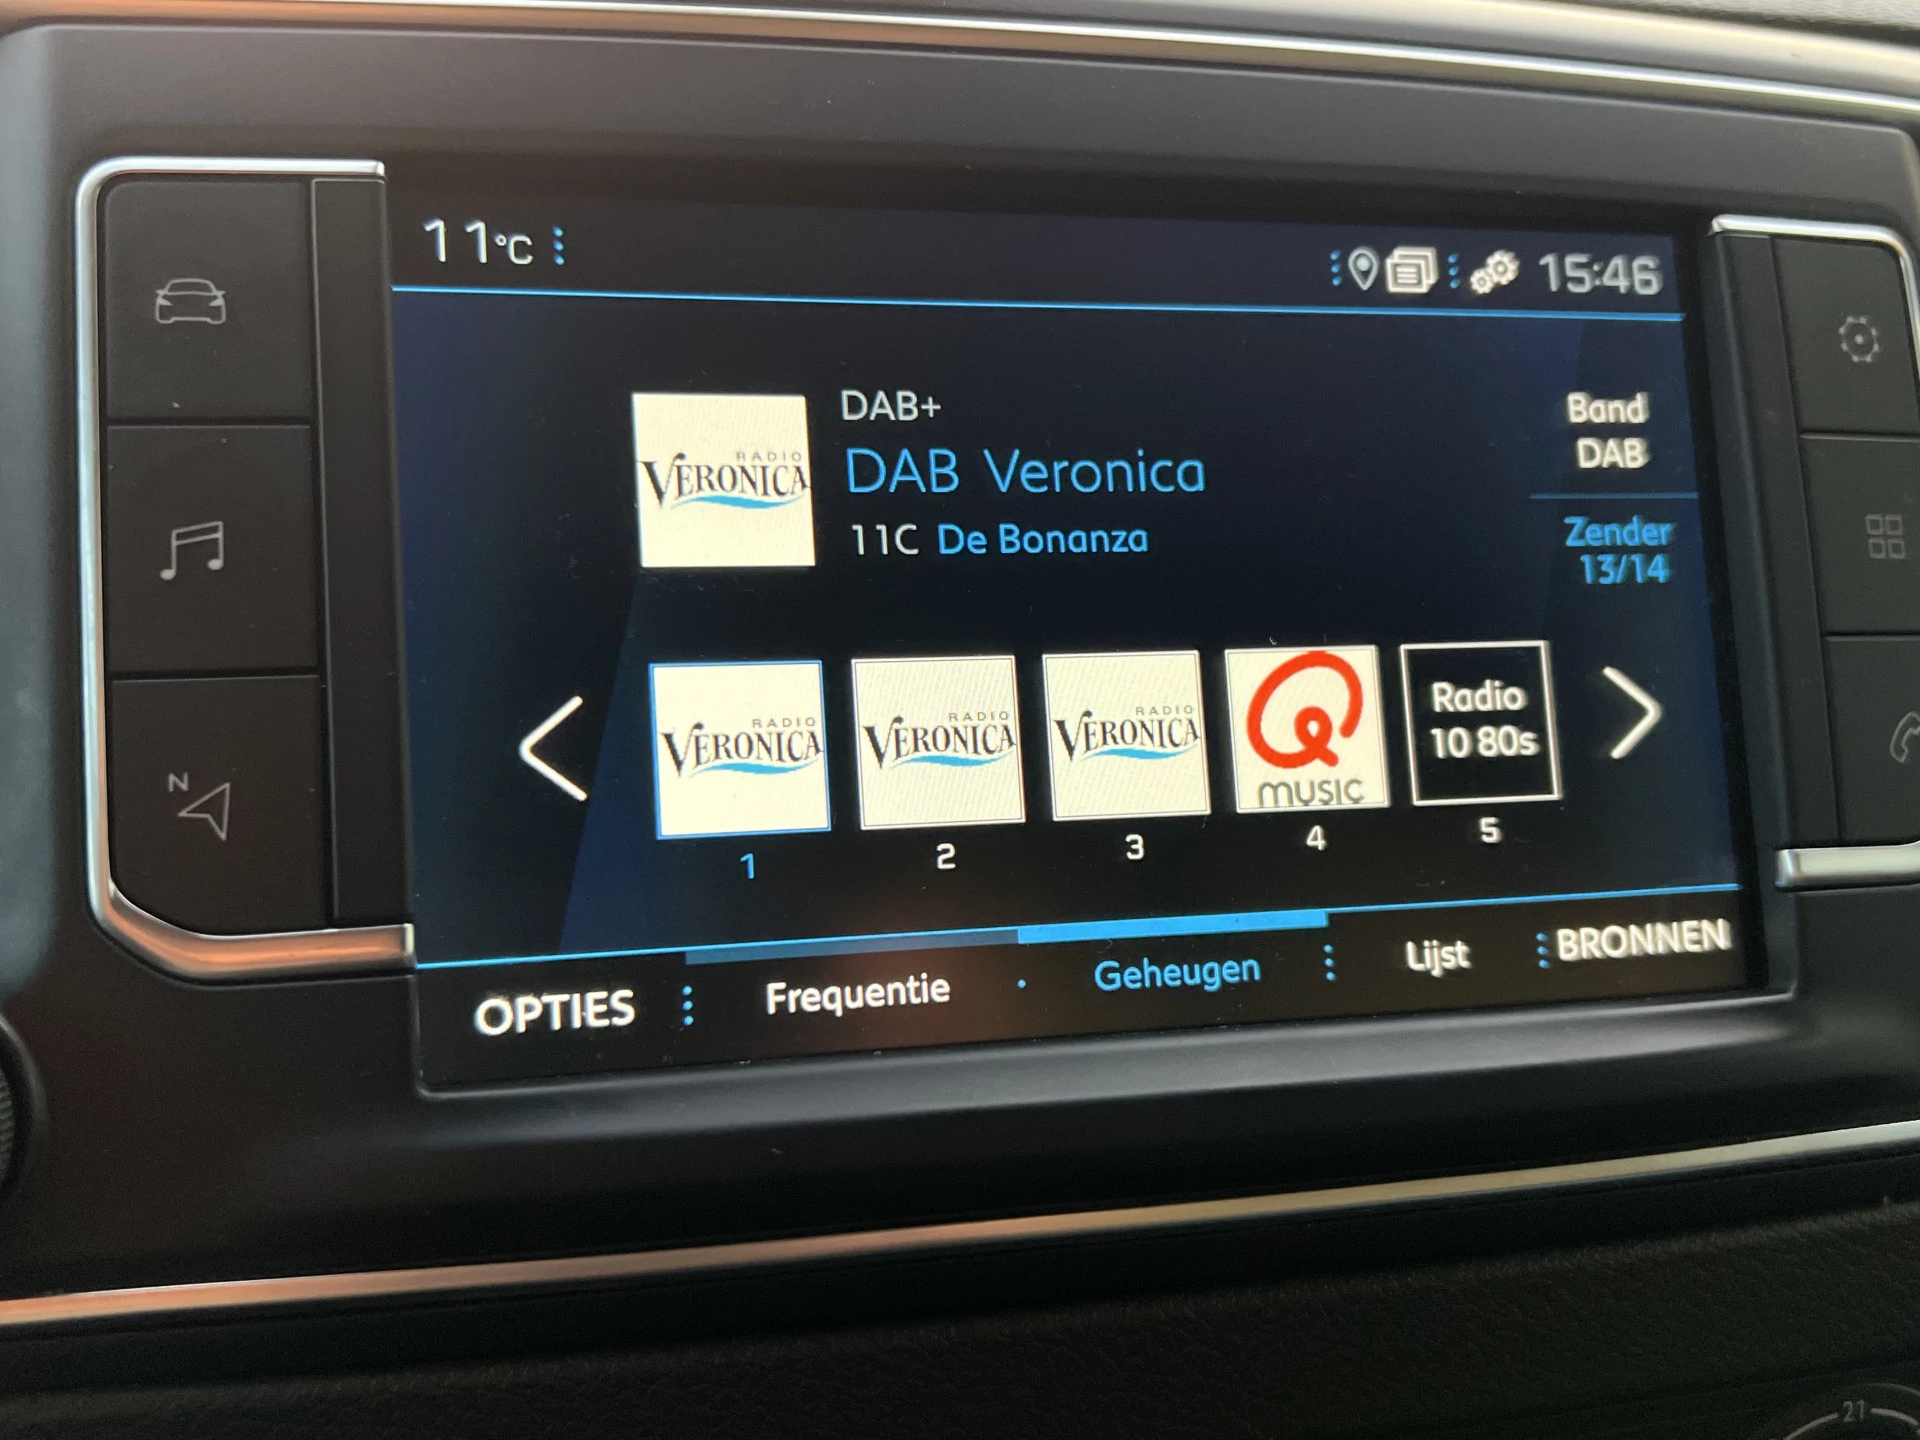 11°C
15:46
DAB+
DAB Veronica
11C De Bonanza
RADIO
VERONICA
Band
DAB
Zender
13/14
RADIO
VERONICA
RADIO
VERONICA
RADIO
VERONICA
Q
music
Radio
10 80s
1
2
3
4
5
OPTIES
Frequentie
Geheugen
Lijst
BRONNEN
N
21